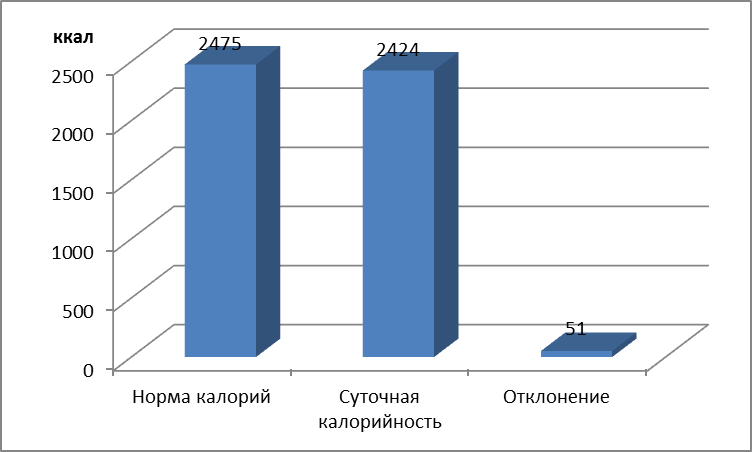 ккал
2475
2424
51
2500
2000
1500
1000
500
0
Норма калорий
Суточная
калорийность
Отклонение